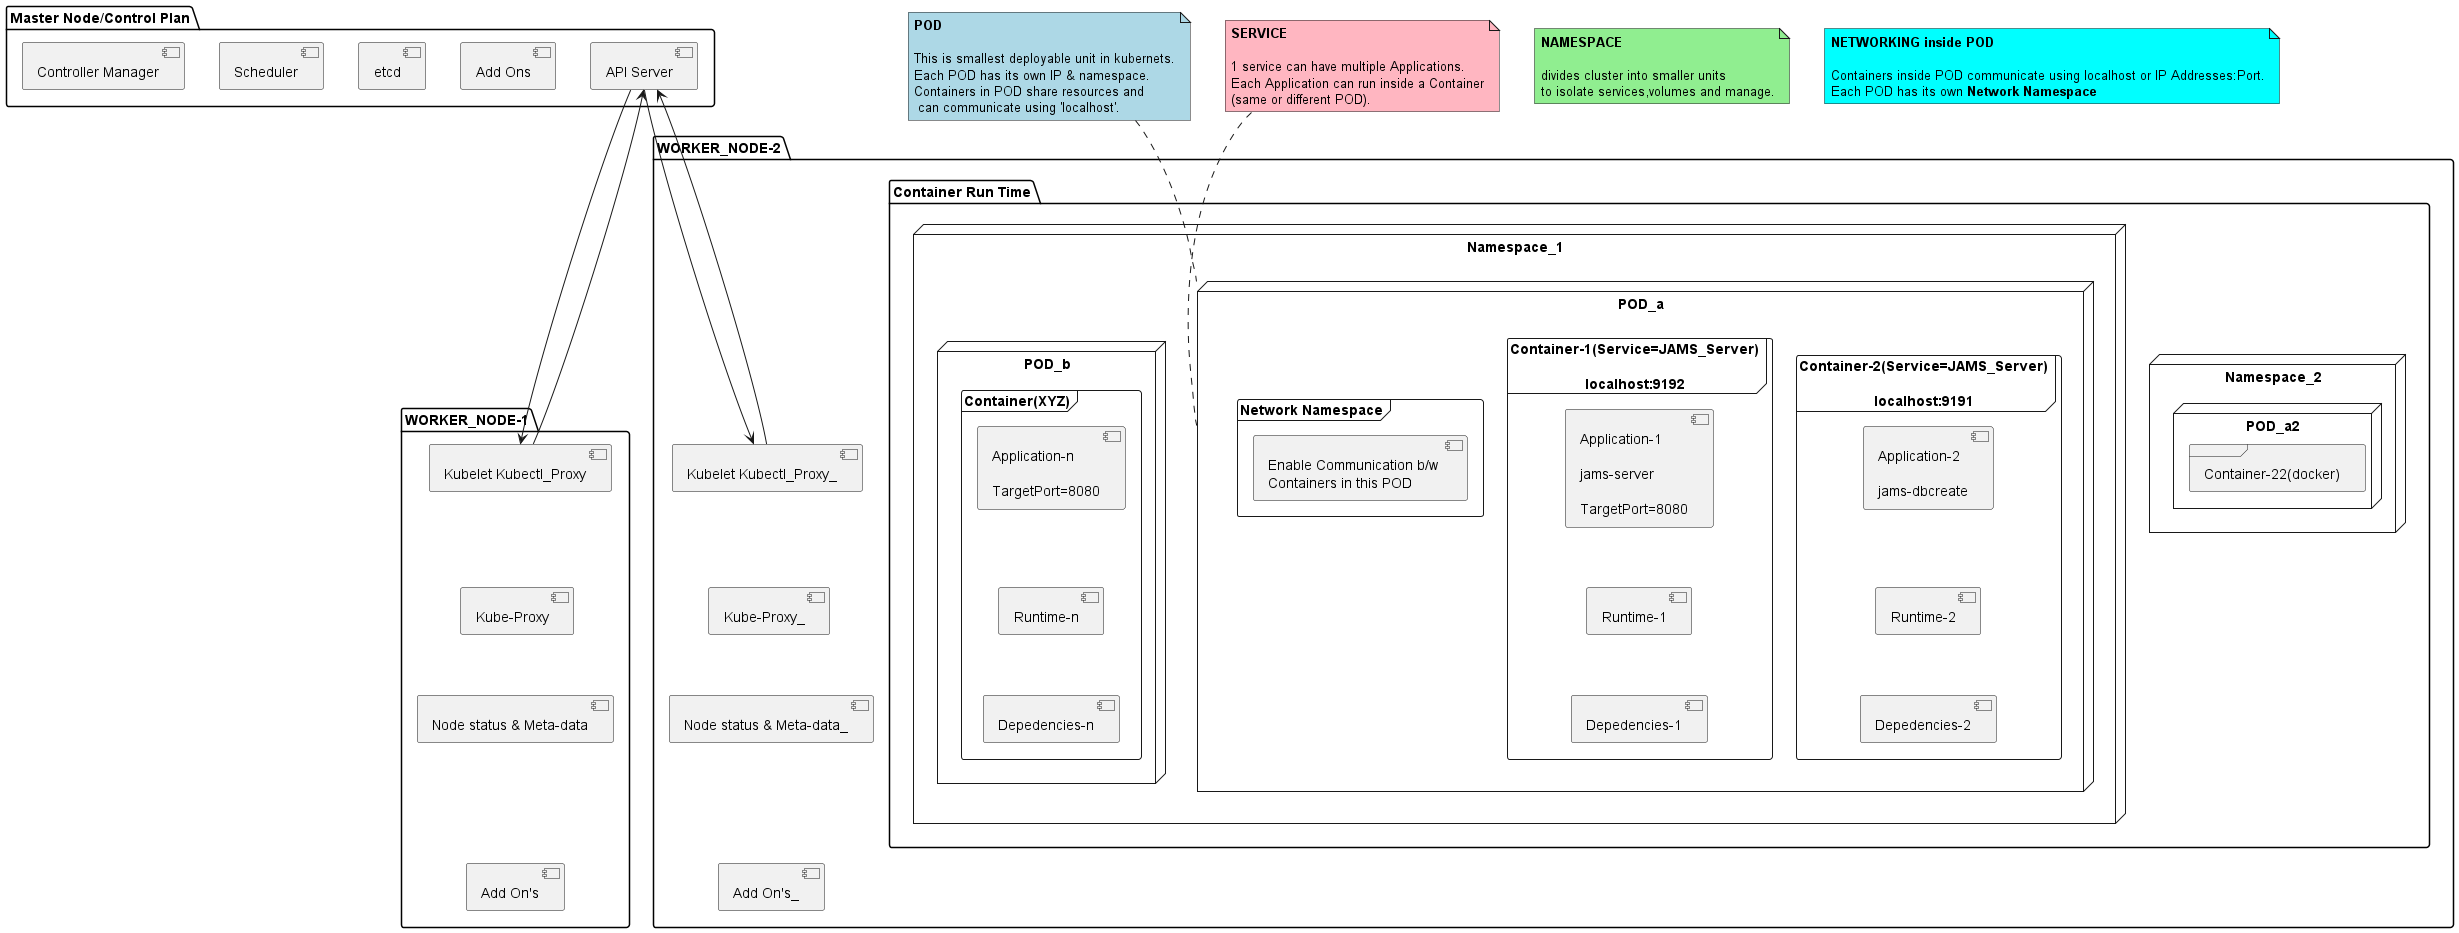 Master Node/Control Plan
Controller Manager
Scheduler
etcd
Add Ons
API Server
POD
This is smallest deployable unit in kubernets.
Each POD has its own IP & namespace.
Containers in POD share resources and
can communicate using 'localhost'.
SERVICE
1 service can have multiple Applications.
Each Application can run inside a Container
(same or different POD).
NAMESPACE
divides cluster into smaller units
to isolate services,volumes and manage.
NETWORKING inside POD
Containers inside POD communicate using localhost or IP Addresses:Port.
Each POD has its own Network Namespace
WORKER_NODE-1
Kubelet Kubectl_Proxy
Kube-Proxy
Node status & Meta-data
Add On's
WORKER_NODE-2
Kubelet Kubectl_Proxy_
Kube-Proxy_
Node status & Meta-data_
Add On's_
Container Run Time
Namespace_1
POD_b
Container(XYZ)
Application-n
TargetPort=8080
Runtime-n
Depedencies-n
POD_a
Network Namespace
Enable Communication b/w
Containers in this POD
Container-1(Service=JAMS_Server)
localhost:9192
Application-1
jams-server
TargetPort=8080
Runtime-1
Depedencies-1
Container-2(Service=JAMS_Server)
localhost:9191
Application-2
jams-dbcreate
Runtime-2
Depedencies-2
Namespace_2
POD_a2
Container-22(docker)